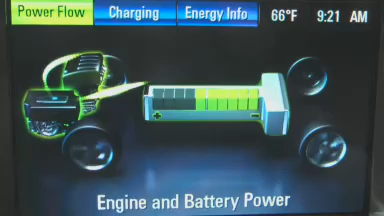 Power Flow Charging Energy Info 66°F 9:21 AM
Engine and Battery Power